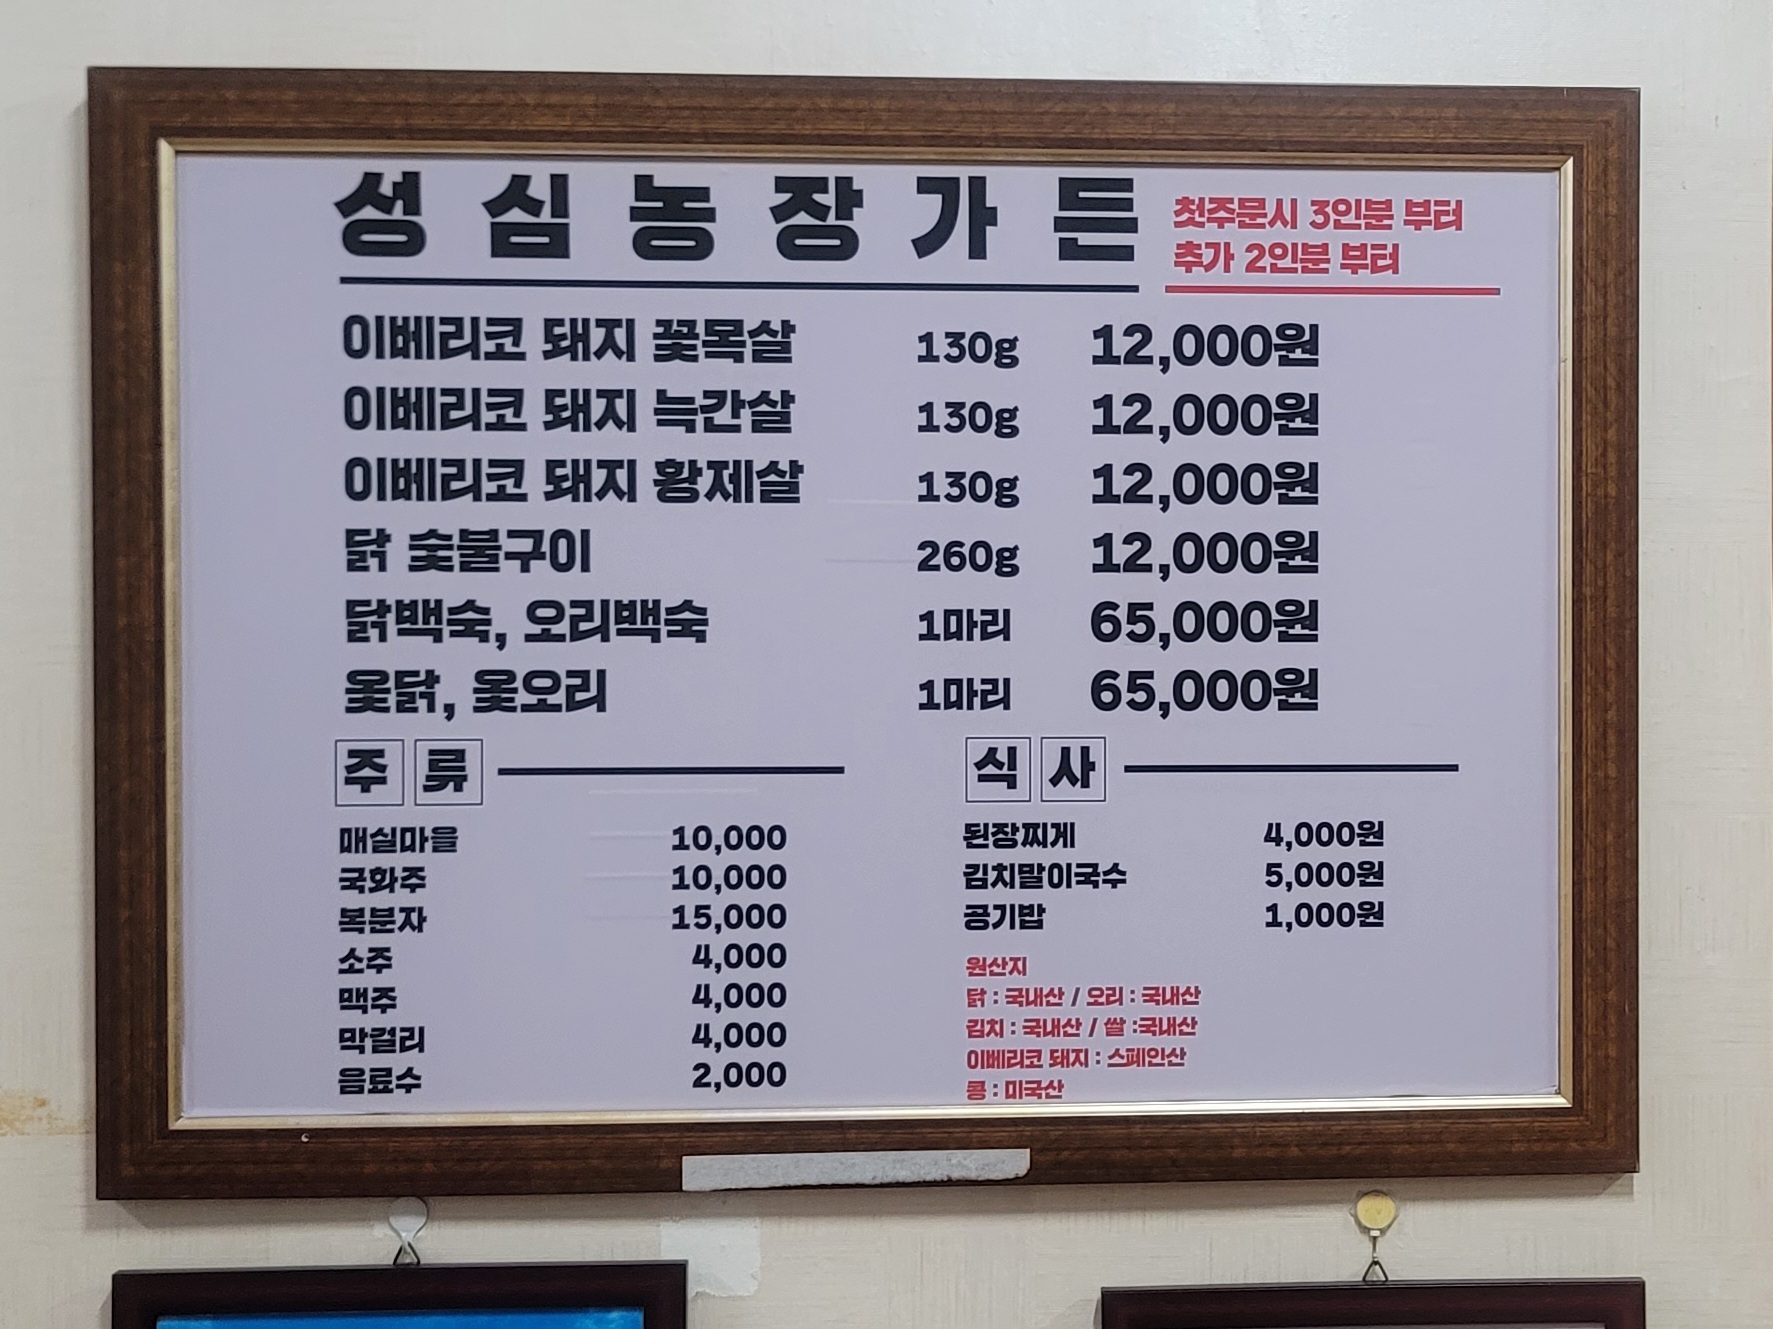 성심농장가든
첫주문시 3인분 부터
추가 2인분 부터
이베리코 돼지 꽃목살 130g 12,000원
이베리코 돼지 늑간살 130g 12,000원
이베리코 돼지 황제살 130g 12,000원
닭 숯불구이 260g 12,000원
닭백숙, 오리백숙 1마리 65,000원
옻닭, 옻오리 1마리 65,000원
주류
매실마을 10,000
국화주 10,000
복분자 15,000
소주 4,000
맥주 4,000
막걸리 4,000
음료수 2,000
식사
된장찌게 4,000원
김치말이국수 5,000원
공기밥 1,000원
원산지
닭 : 국내산 / 오리 : 국내산
김치 : 국내산 / 쌀 :국내산
이베리코 돼지 : 스페인산
콩 : 미국산